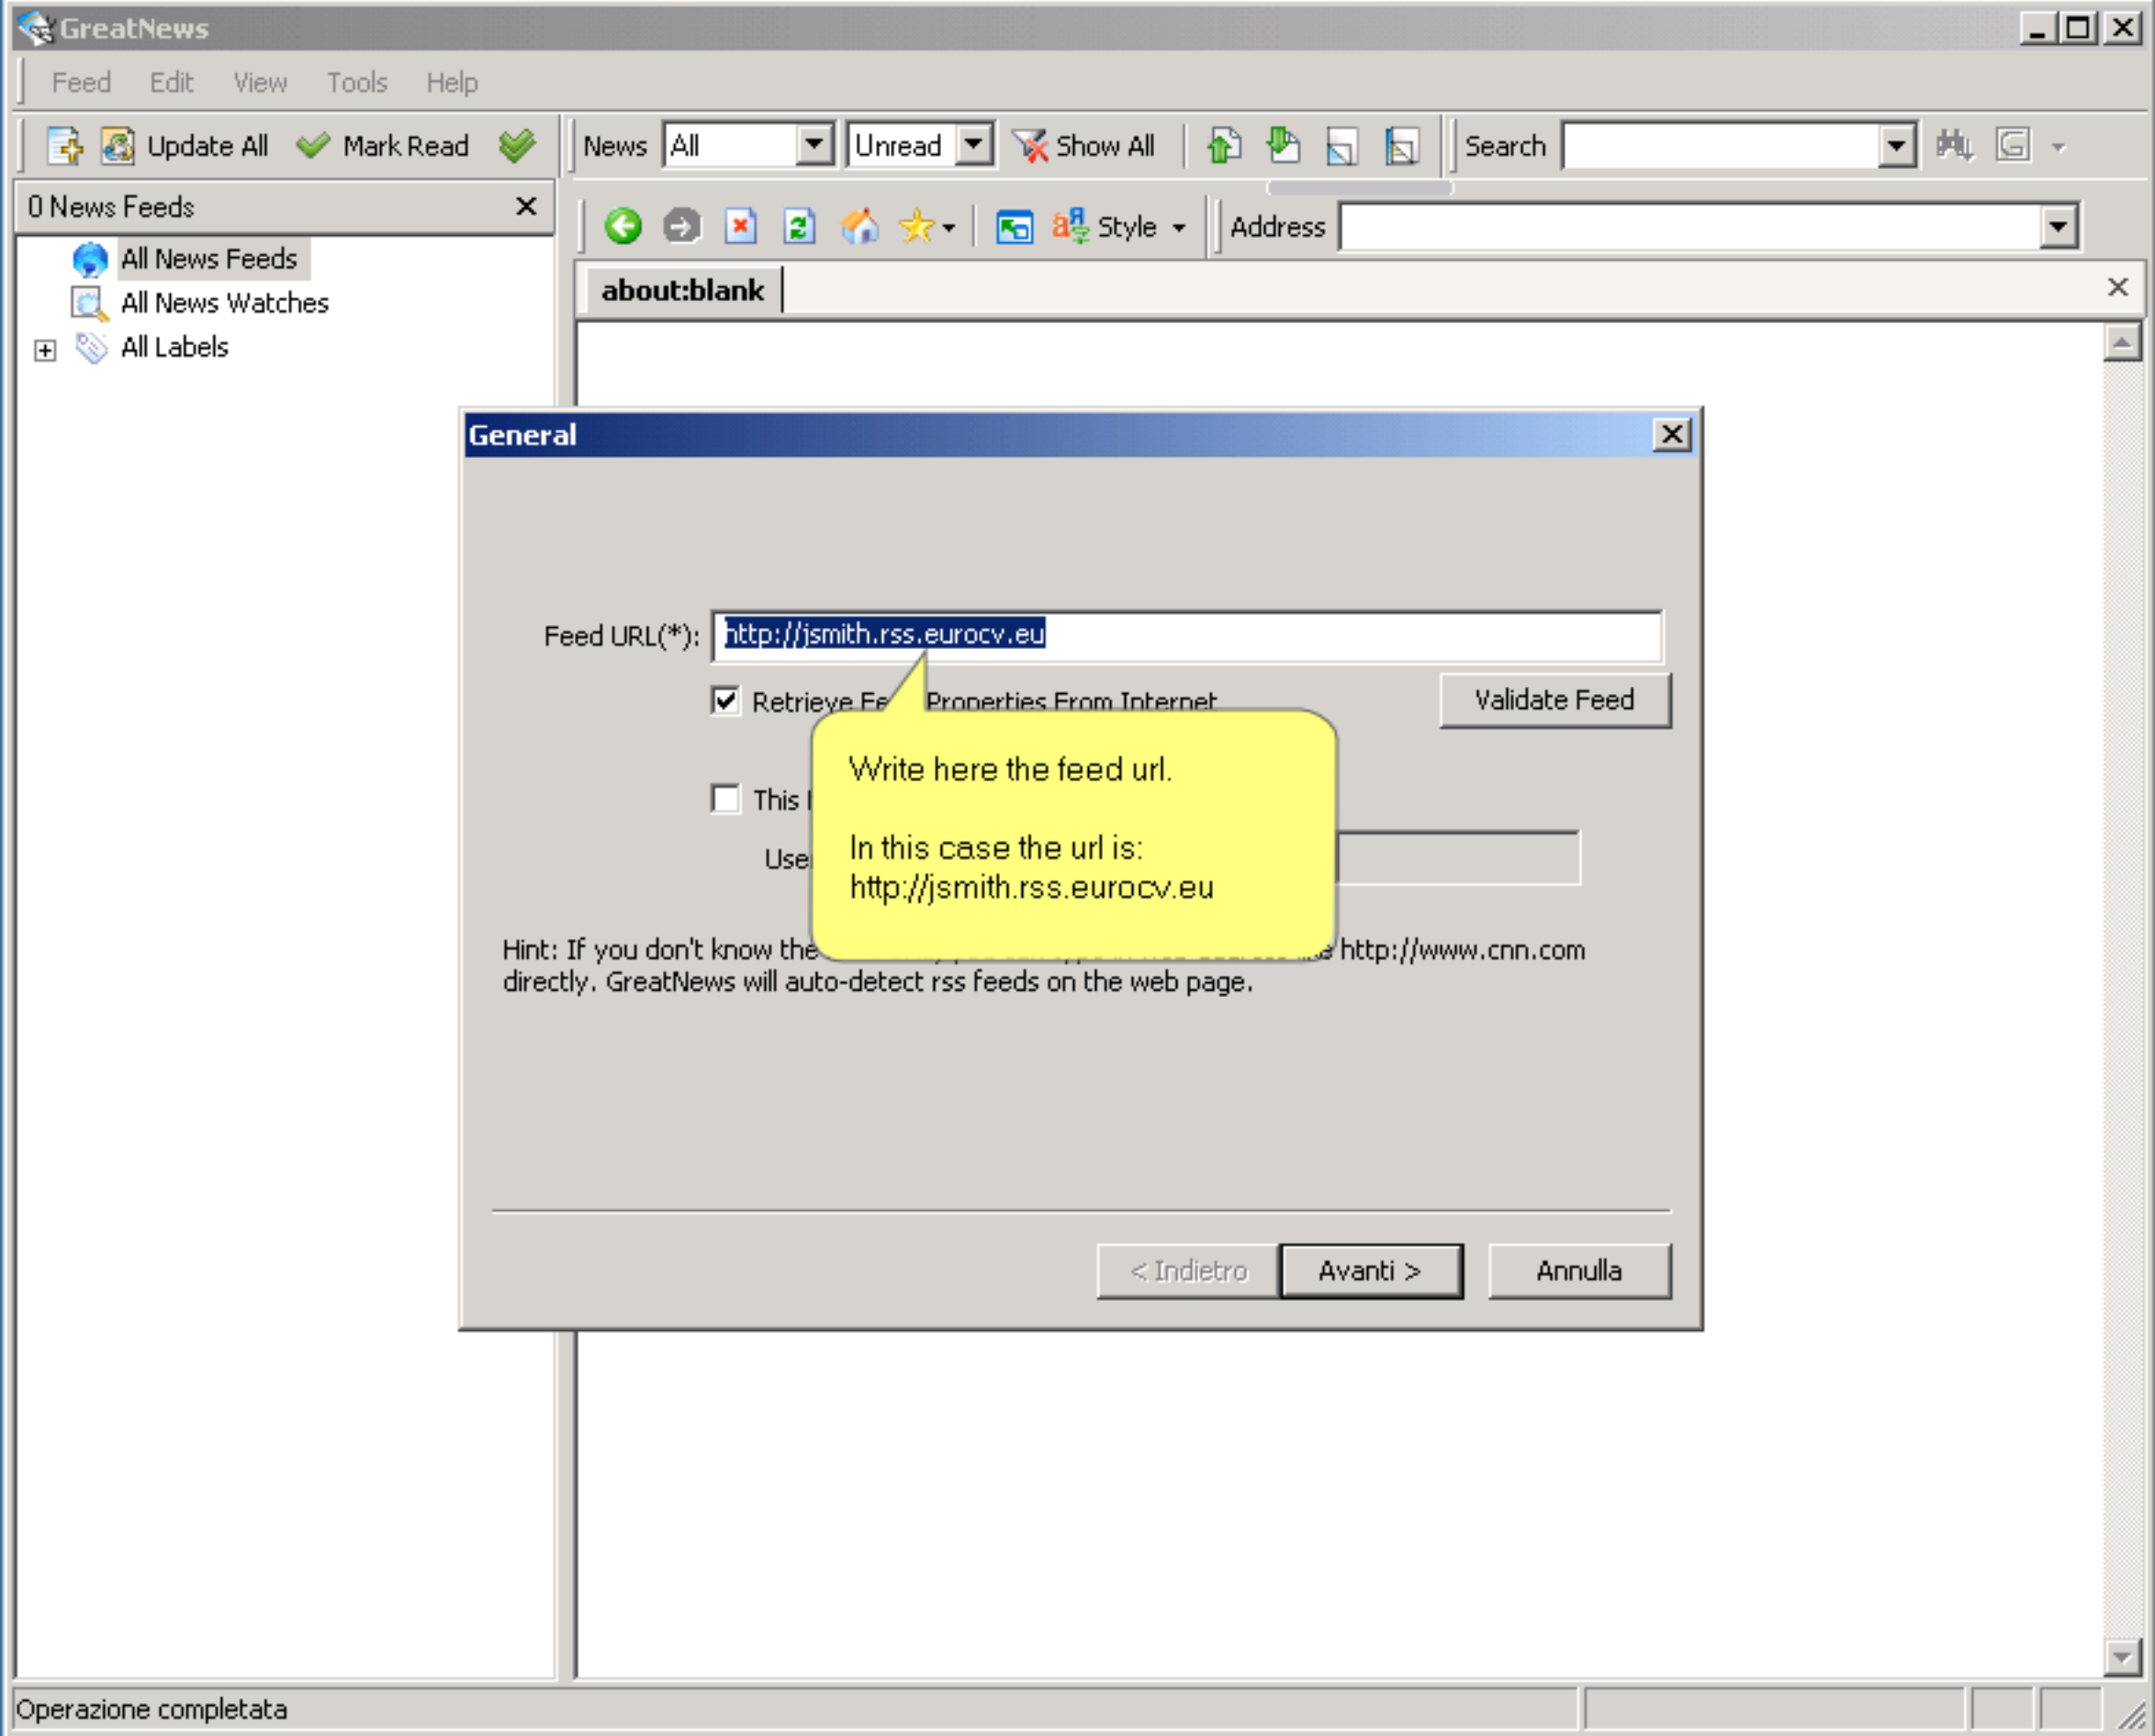 GreatNews
Feed Edit View Tools Help
Update All Mark Read News All Unread Show All Search
0 News Feeds
Style Address
All News Feeds
All News Watches
All Labels
about:blank
General
Feed URL(*): http://jsmith.rss.eurocv.eu
Retrieve Properties From Internet
Validate Feed
Write here the feed url.
This
In this case the url is:
http://jsmith.rss.eurocv.eu
Hint: If you don't know the http://www.cnn.com
directly. GreatNews will auto-detect rss feeds on the web page.
< Indietro Avanti > Annulla
Operazione completata